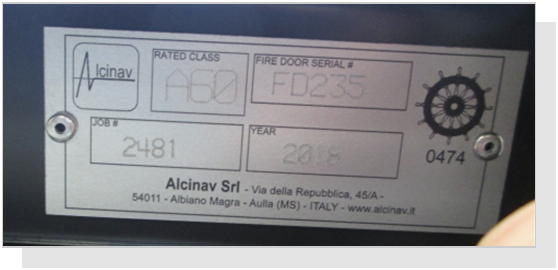 Alcinav
RATED CLASS
A60
FIRE DOOR SERIAL #
FD235
JOB #
2481
YEAR
2018
0474
Alcinav Srl - Via della Repubblica, 45/A -
54011 - Albiano Magra - Aulla (MS) - ITALY - www.alcinav.it